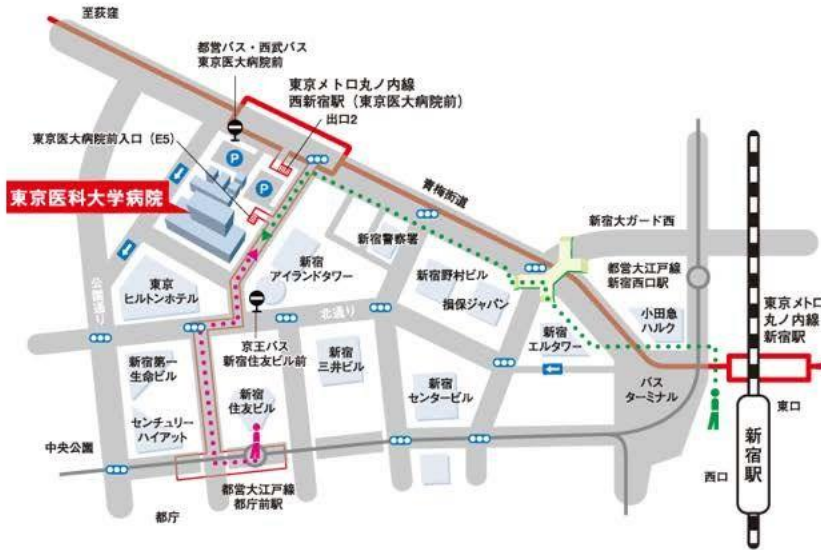 至荻窪
都営バス・西武バス
東京医大病院前
東京メトロ丸ノ内線
西新宿駅（東京医大病院前）
出口2
東京医大病院前入口（E5）
P
P
東京医科大学病院
青梅街道
新宿大ガード西
新宿警察署
新宿
アイランドタワー
新宿野村ビル
都営大江戸線
新宿西口駅
公園通り
東京
ヒルトンホテル
損保ジャパン
小田急
ハルク
東京メトロ
丸ノ内線
新宿駅
北通り
京王バス
新宿住友ビル前
新宿
エルタワー
新宿第一
生命ビル
新宿
三井ビル
新宿
住友ビル
新宿
センタービル
バス
ターミナル
東口
センチュリー
ハイアット
中央公園
新宿駅
西口
都営大江戸線
都庁前駅
都庁